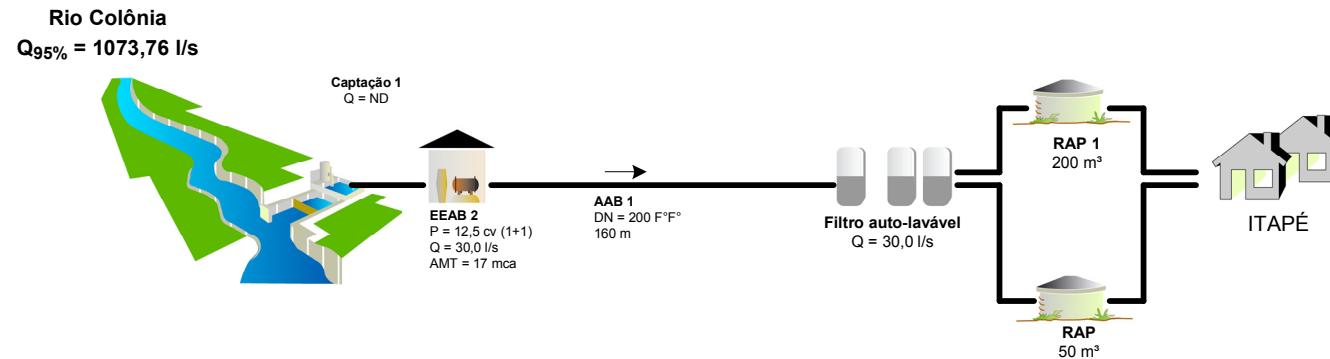 Rio Colônia
Q95% = 1073,76 l/s
Captação 1
Q = ND
EEAB 2
P = 12,5 cv (1+1)
Q = 30,0 l/s
AMT = 17 mca
AAB 1
DN = 200 F°F°
160 m
Filtro auto-lavável
Q = 30,0 l/s
RAP 1
200 m³
RAP
50 m³
ITAPÉ